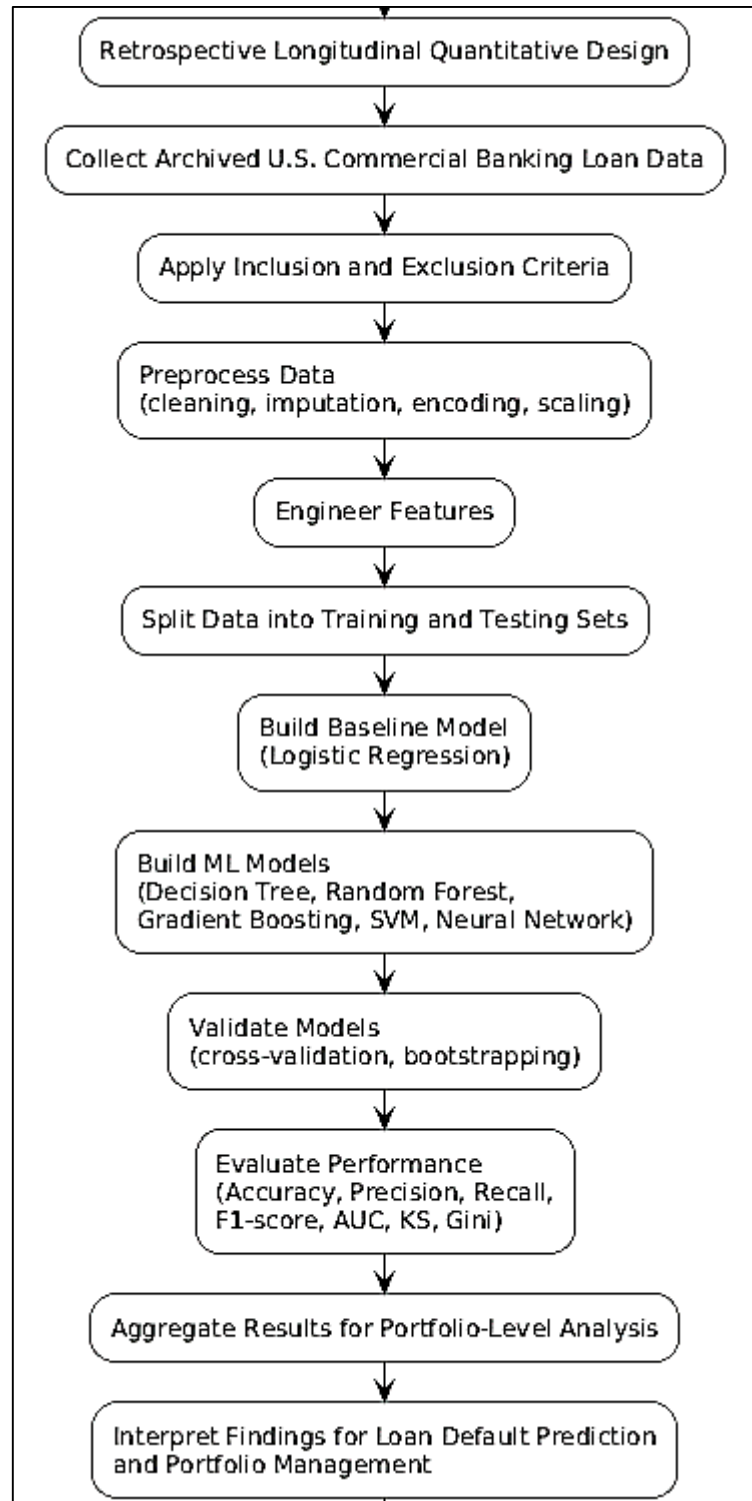 Retrospective Longitudinal Quantitative Design
Collect Archived U.S. Commercial Banking Loan Data
Apply Inclusion and Exclusion Criteria
Preprocess Data
(cleaning, imputation, encoding, scaling)
Engineer Features
Split Data into Training and Testing Sets
Build Baseline Model
(Logistic Regression)
Build ML Models
(Decision Tree, Random Forest,
Gradient Boosting, SVM, Neural Network)
Validate Models
(cross-validation, bootstrapping)
Evaluate Performance
(Accuracy, Precision, Recall,
F1-score, AUC, KS, Gini)
Aggregate Results for Portfolio-Level Analysis
Interpret Findings for Loan Default Prediction
and Portfolio Management